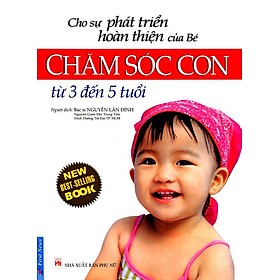 Cho sự phát triển
hoàn thiện của Bé
CHĂM SÓC CON
từ 3 đến 5 tuổi
Người dịch: Bác sĩ NGUYỄN LÂN ĐÍNH
Nguyên Giám Đốc Trung Tâm
Dinh Dưỡng Trẻ Em TP. HCM
NEW
BEST-SELLING
BOOK
First News
NHÀ XUẤT BẢN PHỤ NỮ